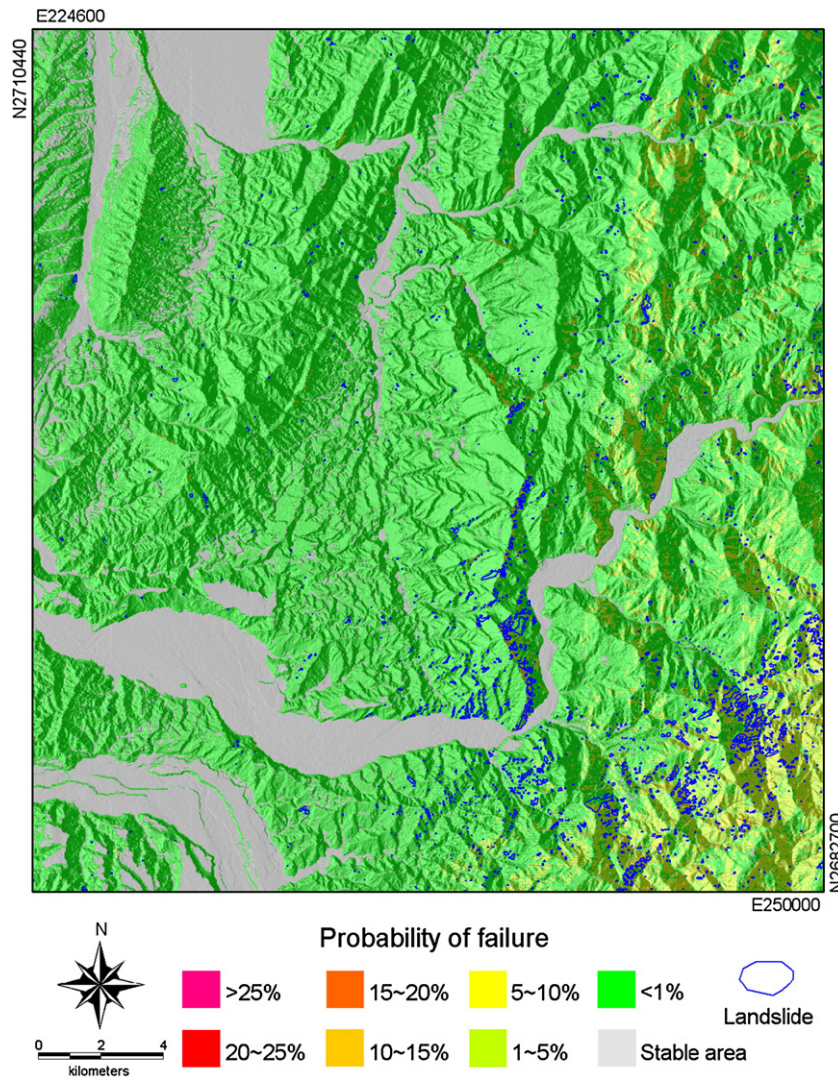 E224600
N2710440
N2682700
E250000
N
Probability of failure
>25%
15~20%
5~10%
<1%
Landslide
20~25%
10~15%
1~5%
Stable area
0 2 4
kilometers